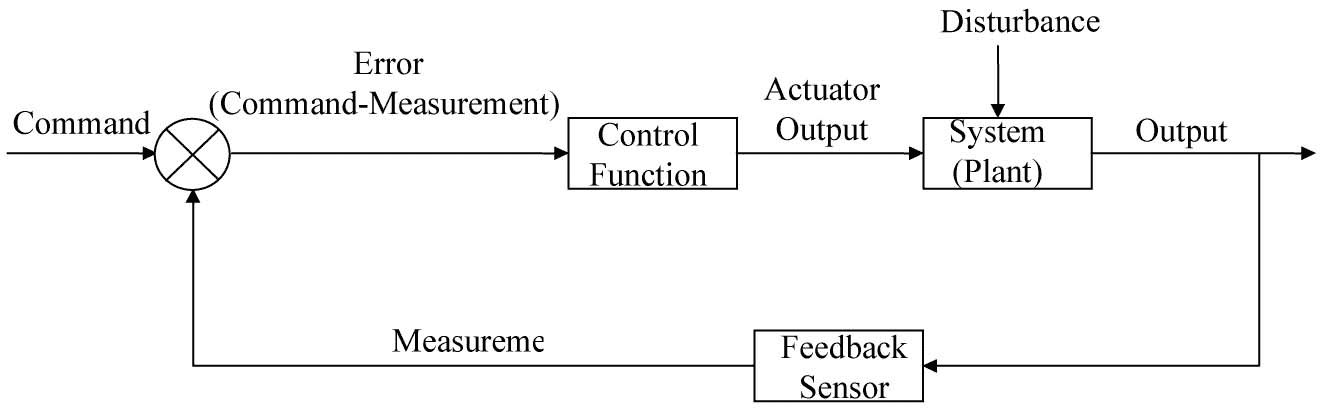 Disturbance
Error
(Command-Measurement)
Command
Actuator
Output
Control
Function
System
(Plant)
Output
Measureme
Feedback
Sensor